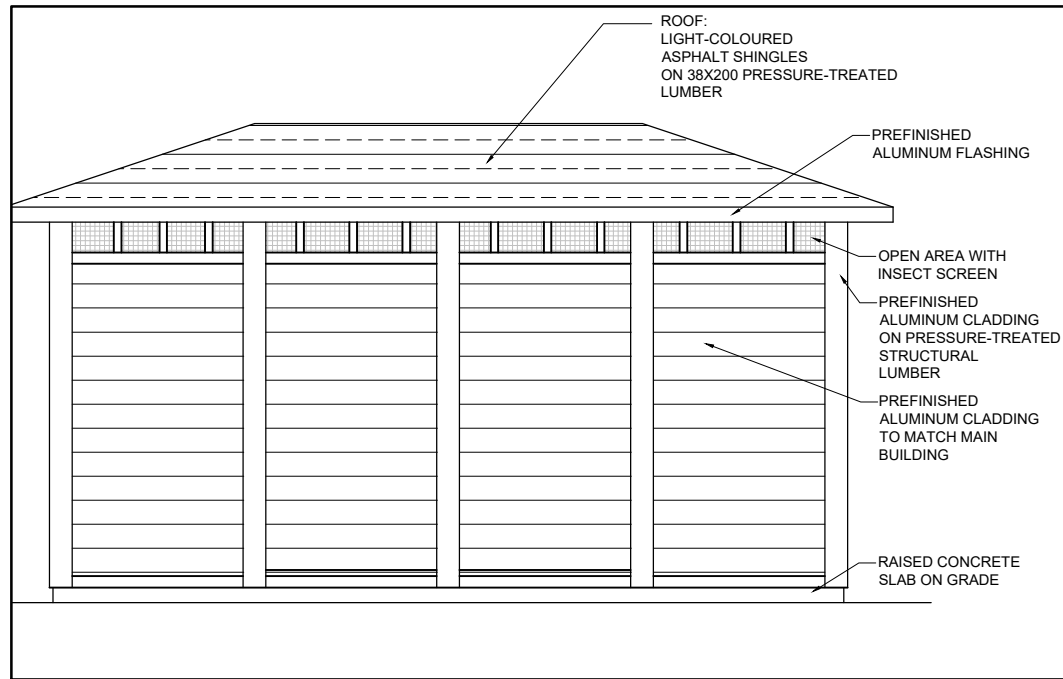 ROOF:
LIGHT-COLOURED
ASPHALT SHINGLES
ON 38X200 PRESSURE-TREATED
LUMBER
PREFINISHED
ALUMINUM FLASHING
OPEN AREA WITH
INSECT SCREEN
PREFINISHED
ALUMINUM CLADDING
ON PRESSURE-TREATED
STRUCTURAL
LUMBER
PREFINISHED
ALUMINUM CLADDING
TO MATCH MAIN
BUILDING
RAISED CONCRETE
SLAB ON GRADE